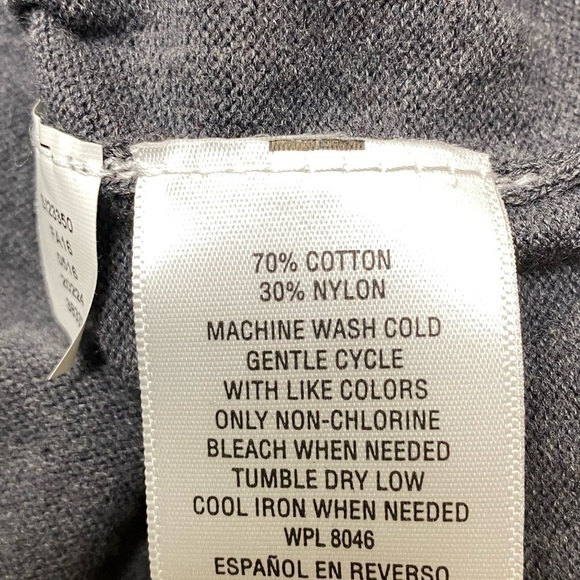 70% COTTON
30% NYLON
MACHINE WASH COLD
GENTLE CYCLE
WITH LIKE COLORS
ONLY NON-CHLORINE
BLEACH WHEN NEEDED
TUMBLE DRY LOW
COOL IRON WHEN NEEDED
WPL 8046
ESPAÑOL EN REVERSO
FA15